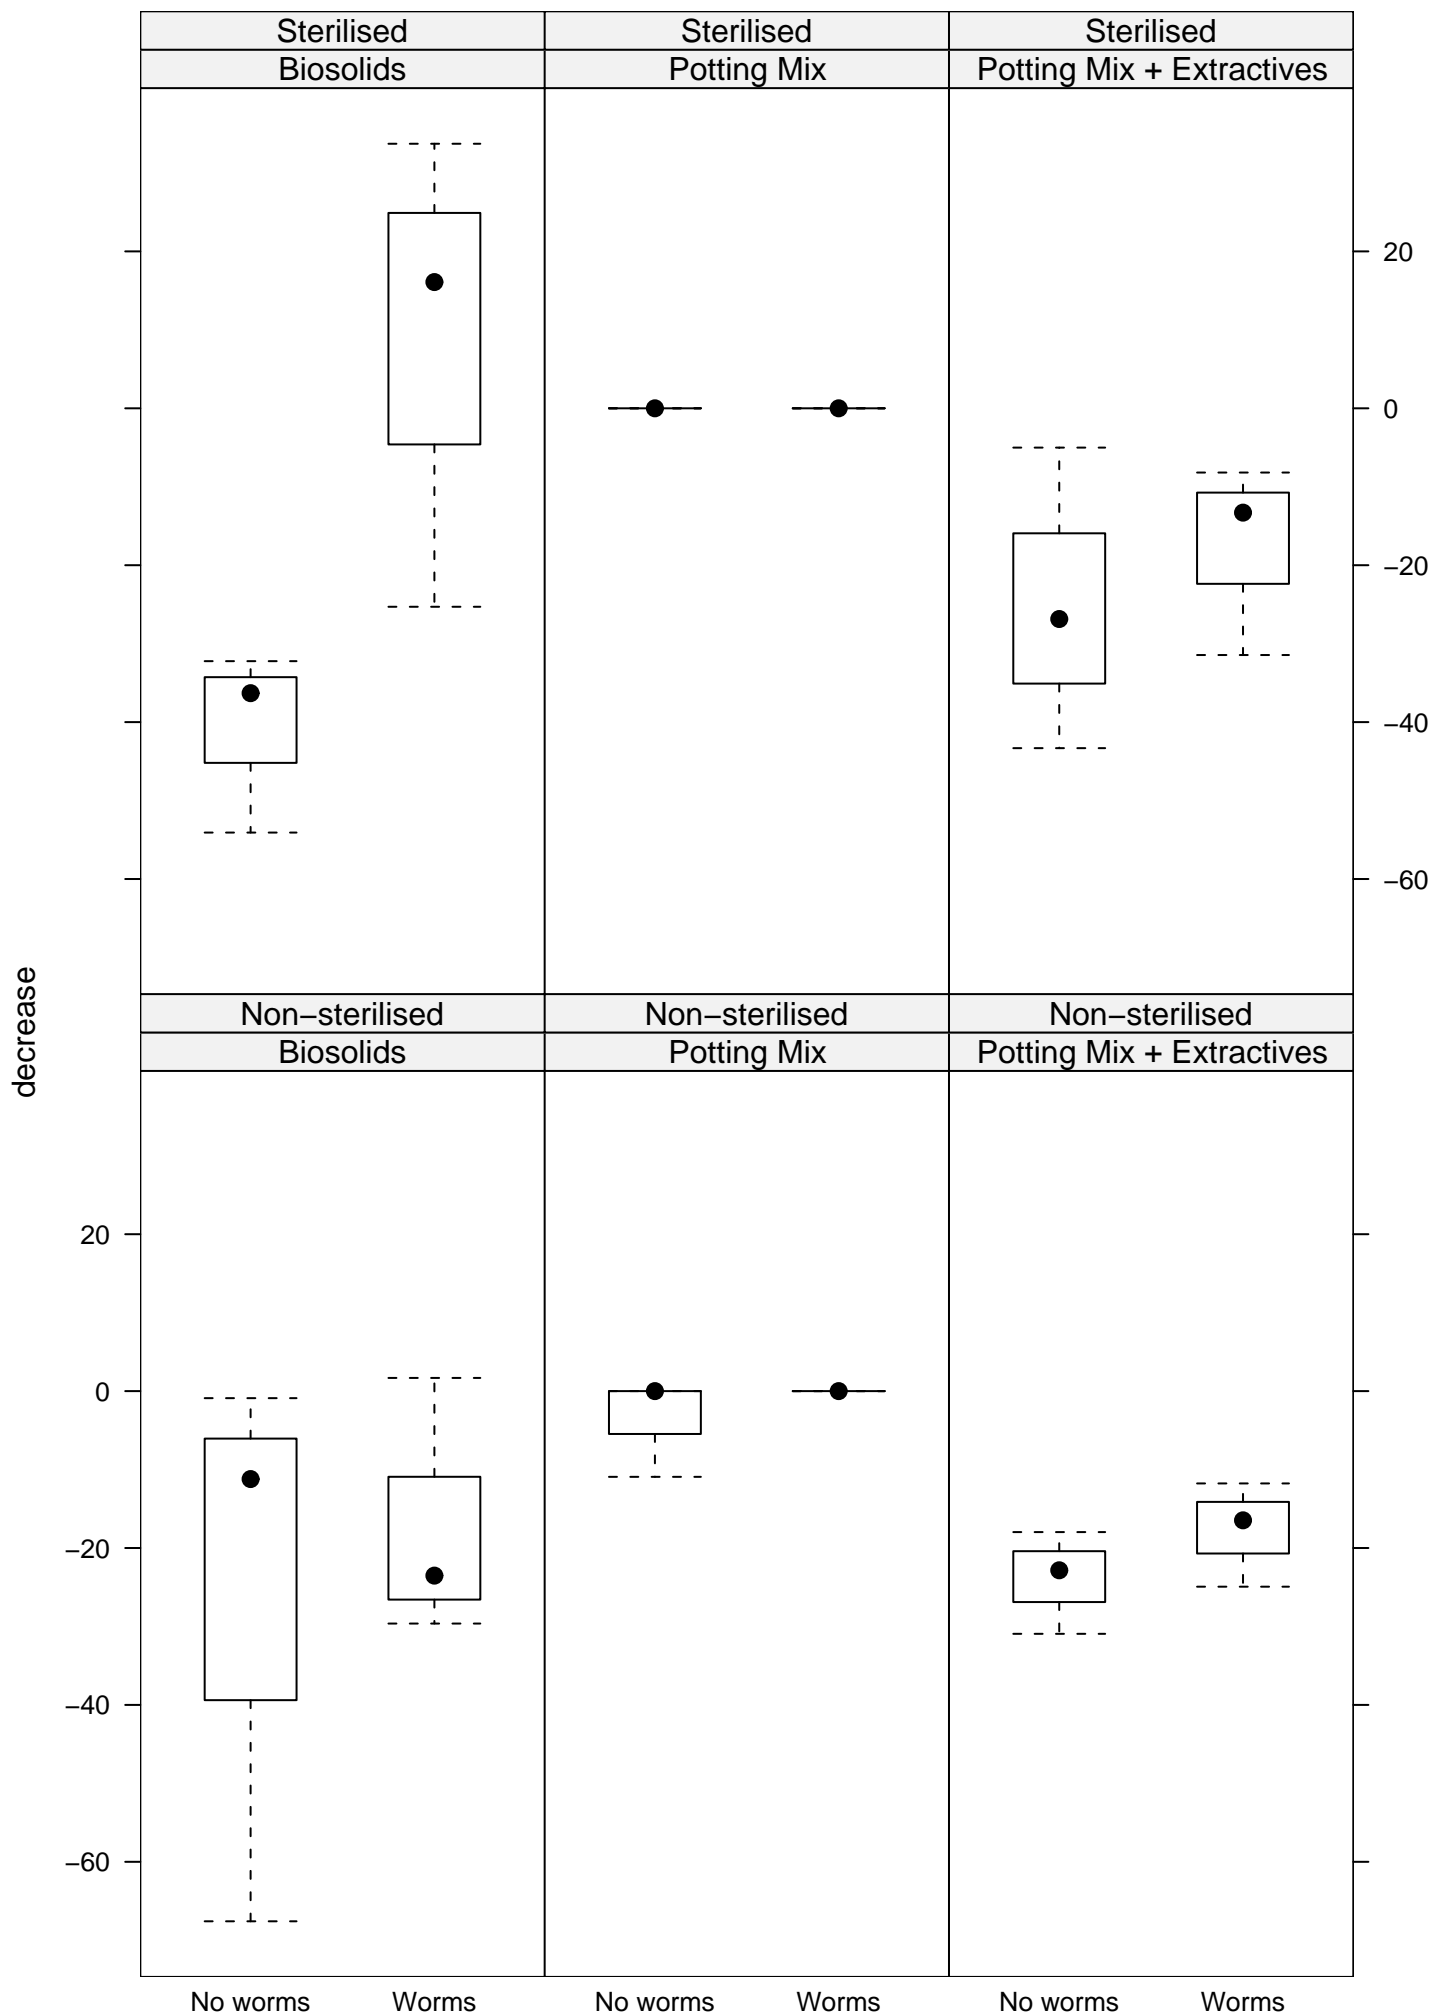 Sterilised Sterilised Sterilised
Biosolids Potting Mix Potting Mix + Extractives
20
0
−20
−40
−60
decrease
Non−sterilised Non−sterilised Non−sterilised
Biosolids Potting Mix Potting Mix + Extractives
20
0
−20
−40
−60
No worms Worms No worms Worms No worms Worms